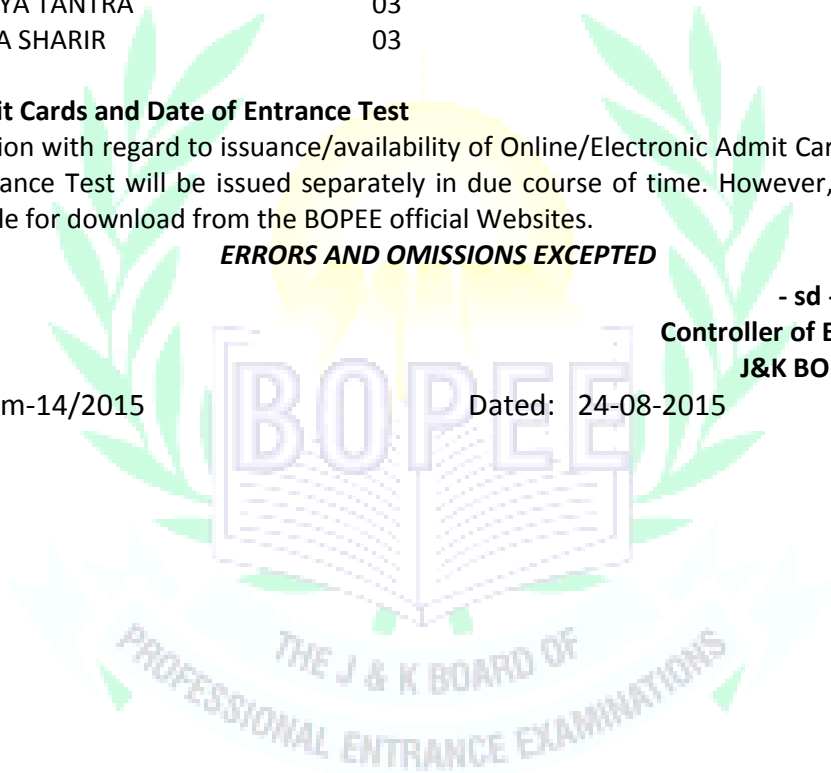 YA TANTRA 03
A SHARIR 03
it Cards and Date of Entrance Test
ion with regard to issuance/availability of Online/Electronic Admit Car
rance Test will be issued separately in due course of time. However,
le for download from the BOPEE official Websites.
ERRORS AND OMISSIONS EXCEPTED
- sd -
Controller of E
J&K BO
m-14/2015 Dated: 24-08-2015
BOPEE
THE J & K BOARD OF
PROFESSIONAL ENTRANCE EXAMINATIONS